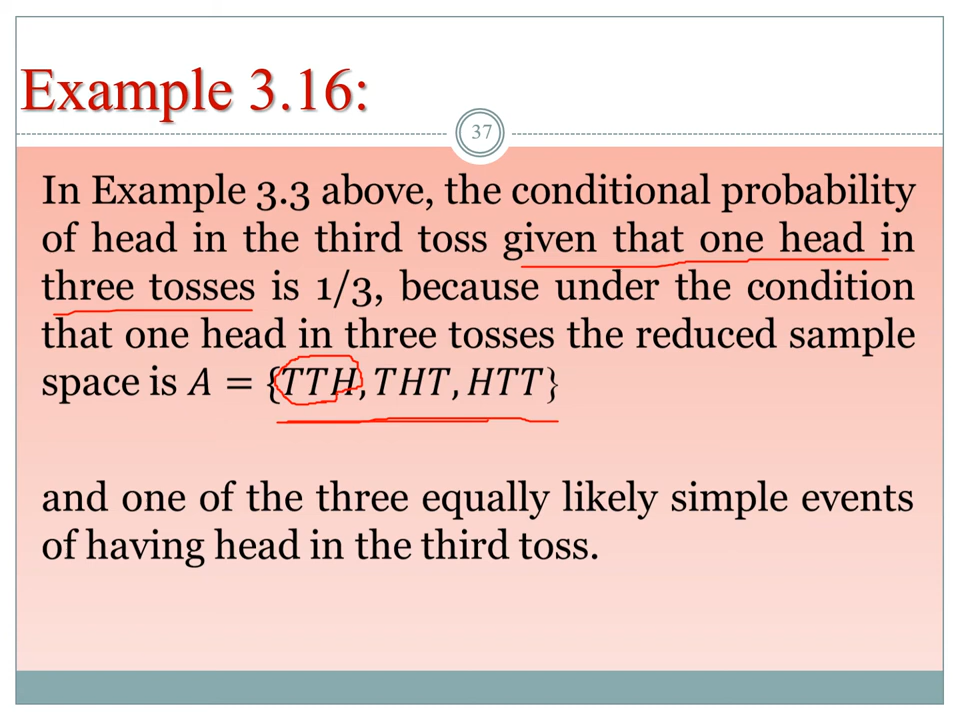 Example 3.16:
37
In Example 3.3 above, the conditional probability
of head in the third toss given that one head in
three tosses is 1/3, because under the condition
that one head in three tosses the reduced sample
space is A = {TTH, THT, HTT}
and one of the three equally likely simple events
of having head in the third toss.